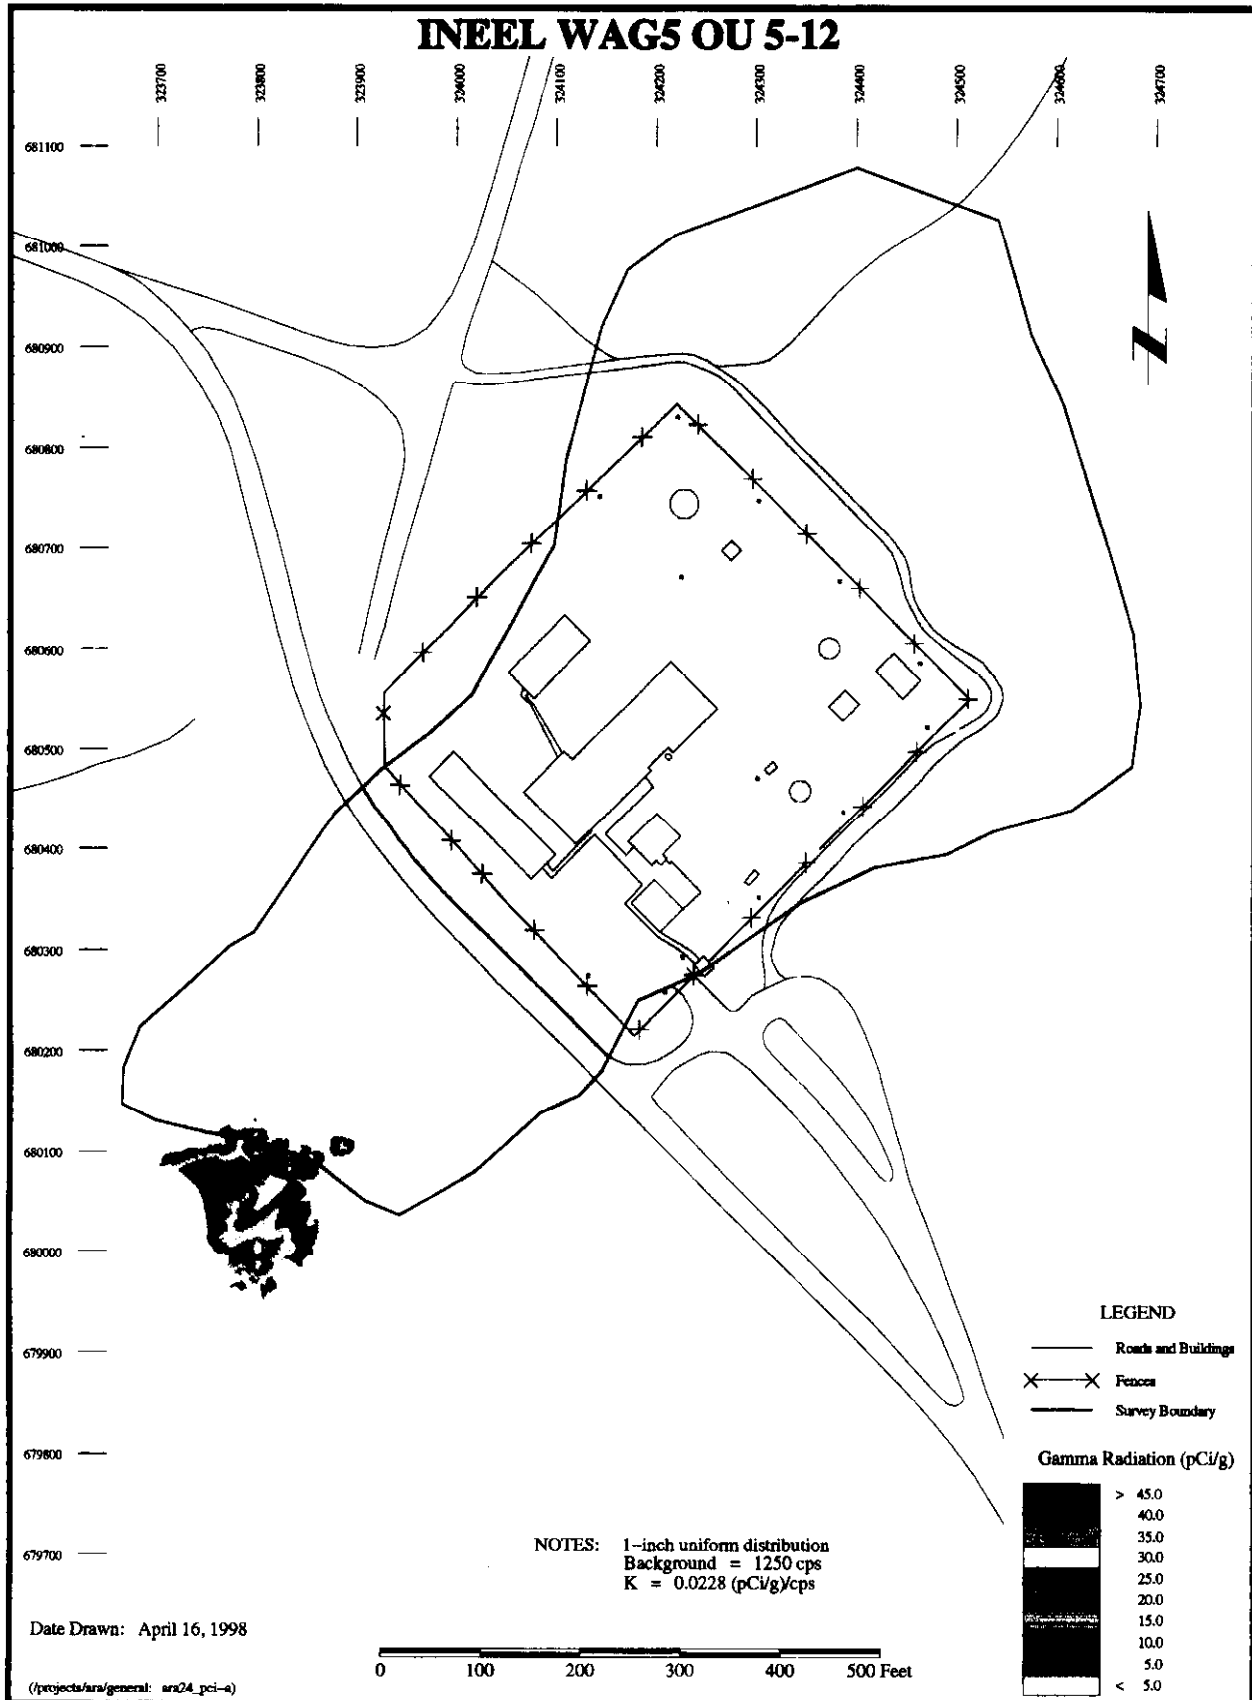 INEEL WAG5 OU 5-12
323700
323800
323900
324000
324100
324200
324300
324400
324500
324600
324700
681100
681000
680900
680800
680700
680600
680500
680400
680300
680200
680100
680000
679900
679800
679700
Z
LEGEND
Roads and Buildings
Fences
Survey Boundary
Gamma Radiation (pCi/g)
> 45.0
40.0
35.0
30.0
25.0
20.0
15.0
10.0
5.0
< 5.0
NOTES: 1-inch uniform distribution
Background = 1250 cps
K = 0.0228 (pCi/g)/cps
Date Drawn: April 16, 1998
0 100 200 300 400 500 Feet
(/projects/ara/general: ara24_pci-a)